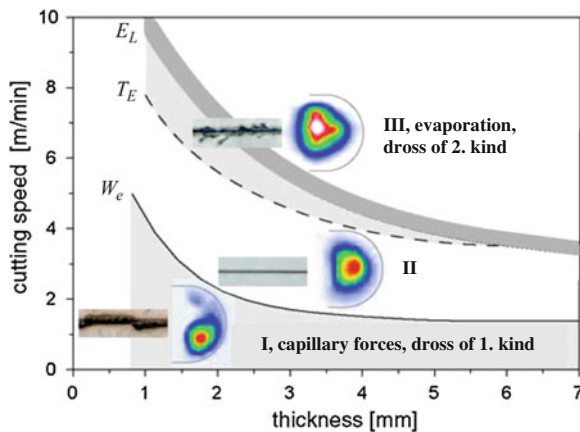 10
8
6
4
2
0
cutting speed [m/min]
E_L
T_E
W_e
III, evaporation,
dross of 2. kind
II
I, capillary forces, dross of 1. kind
0 1 2 3 4 5 6 7
thickness [mm]